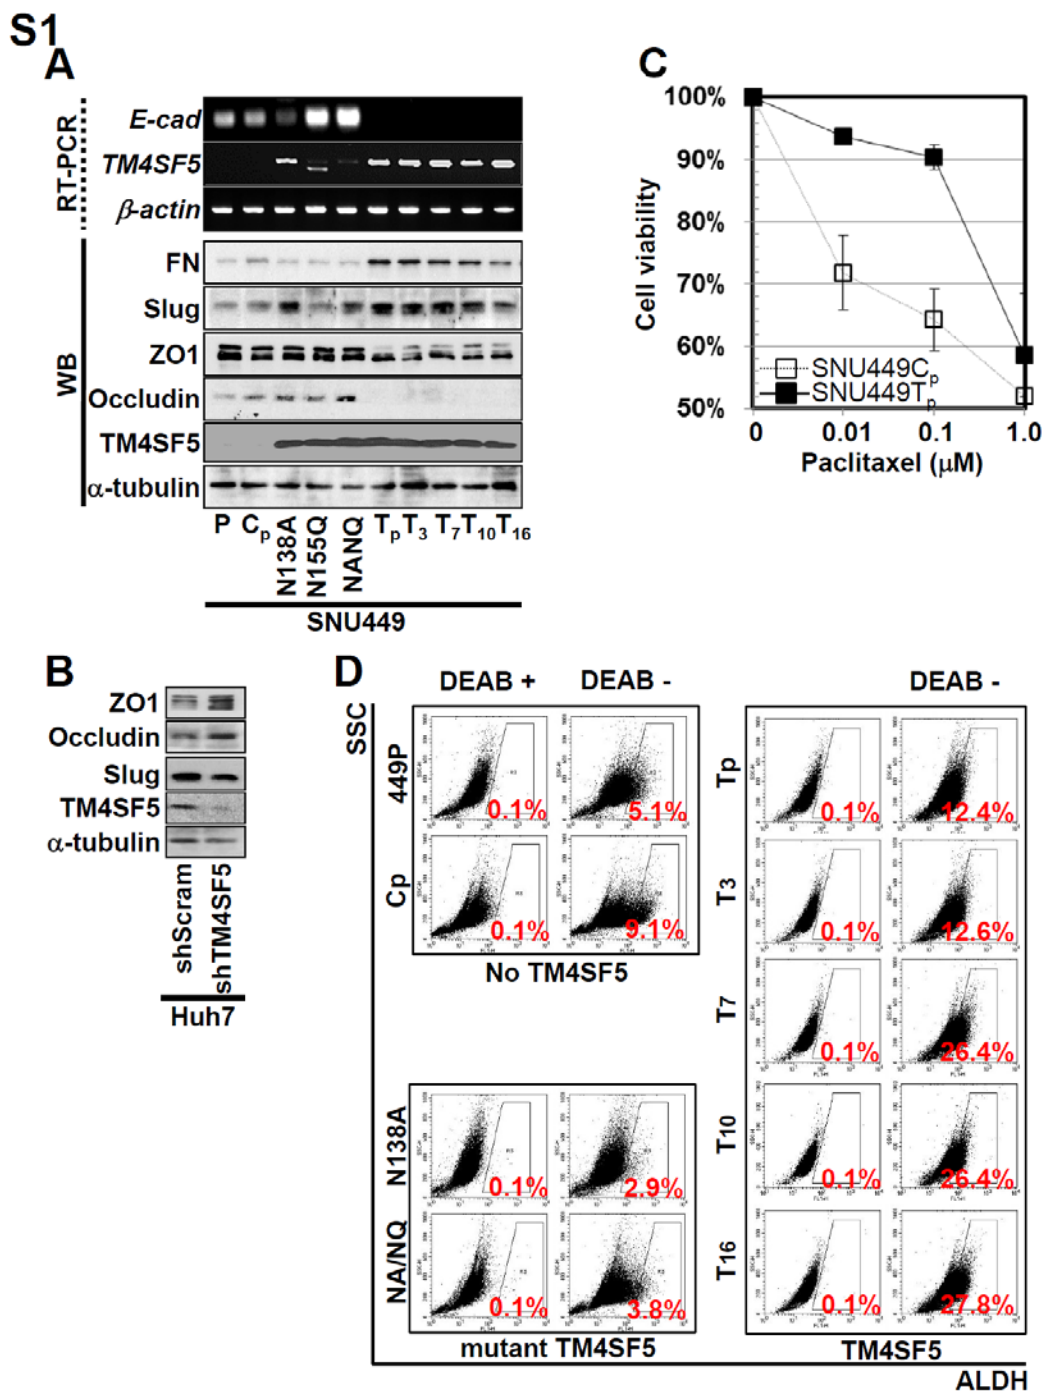 S1
A
RT-PCR
E-cad
TM4SF5
β-actin
WB
FN
Slug
ZO1
Occludin
TM4SF5
α-tubulin
P Cp N138A N155Q NANQ Tp T3 T7 T10 T16
SNU449
C
Cell viability
100%
90%
80%
70%
60%
50%
SNU449Cp
SNU449Tp
0 0.01 0.1 1.0
Paclitaxel (μM)
B
ZO1
Occludin
Slug
TM4SF5
α-tubulin
shScram
shTM4SF5
Huh7
D
DEAB + DEAB - DEAB -
SSC
449P 0.1% 5.1%
Cp 0.1% 9.1%
No TM4SF5
N138A 0.1% 2.9%
NA/NQ 0.1% 3.8%
mutant TM4SF5
Tp 0.1% 12.4%
T3 0.1% 12.6%
T7 0.1% 26.4%
T10 0.1% 26.4%
T16 0.1% 27.8%
TM4SF5
ALDH